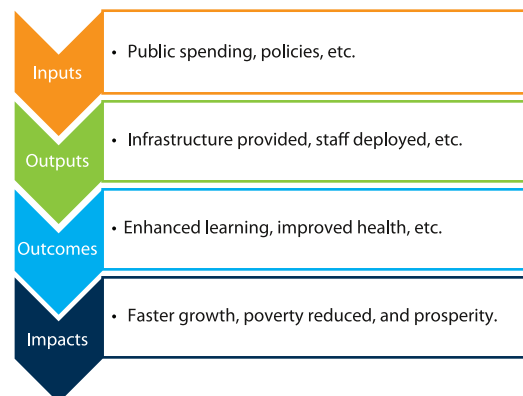 Inputs
• Public spending, policies, etc.
Outputs
• Infrastructure provided, staff deployed, etc.
Outcomes
• Enhanced learning, improved health, etc.
Impacts
• Faster growth, poverty reduced, and prosperity.